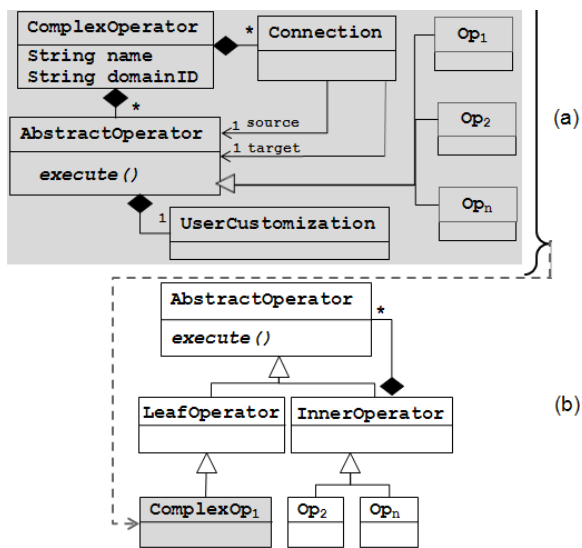 ComplexOperator
String name
String domainID
*
Connection
Op1
*
AbstractOperator
execute()
1 source
1 target
Op2
(a)
Opn
1
UserCustomization
AbstractOperator
execute()
*
LeafOperator
InnerOperator
(b)
ComplexOp1
Op2
Opn